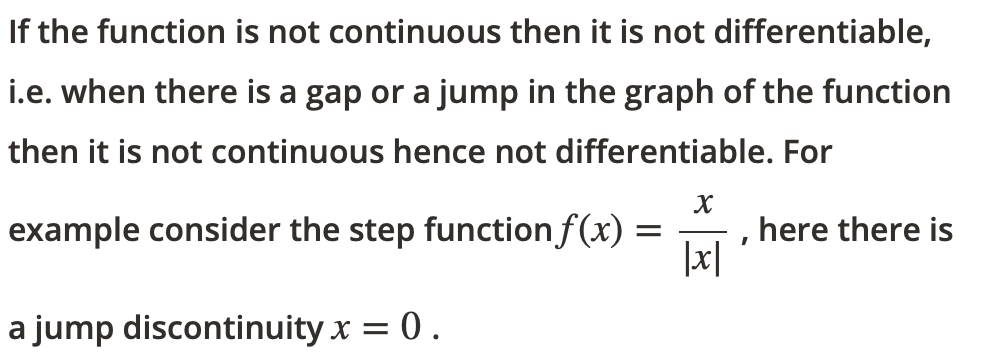 If the function is not continuous then it is not differentiable,
i.e. when there is a gap or a jump in the graph of the function
then it is not continuous hence not differentiable. For
example consider the step function f(x) = x/|x| , here there is
a jump discontinuity x = 0 .